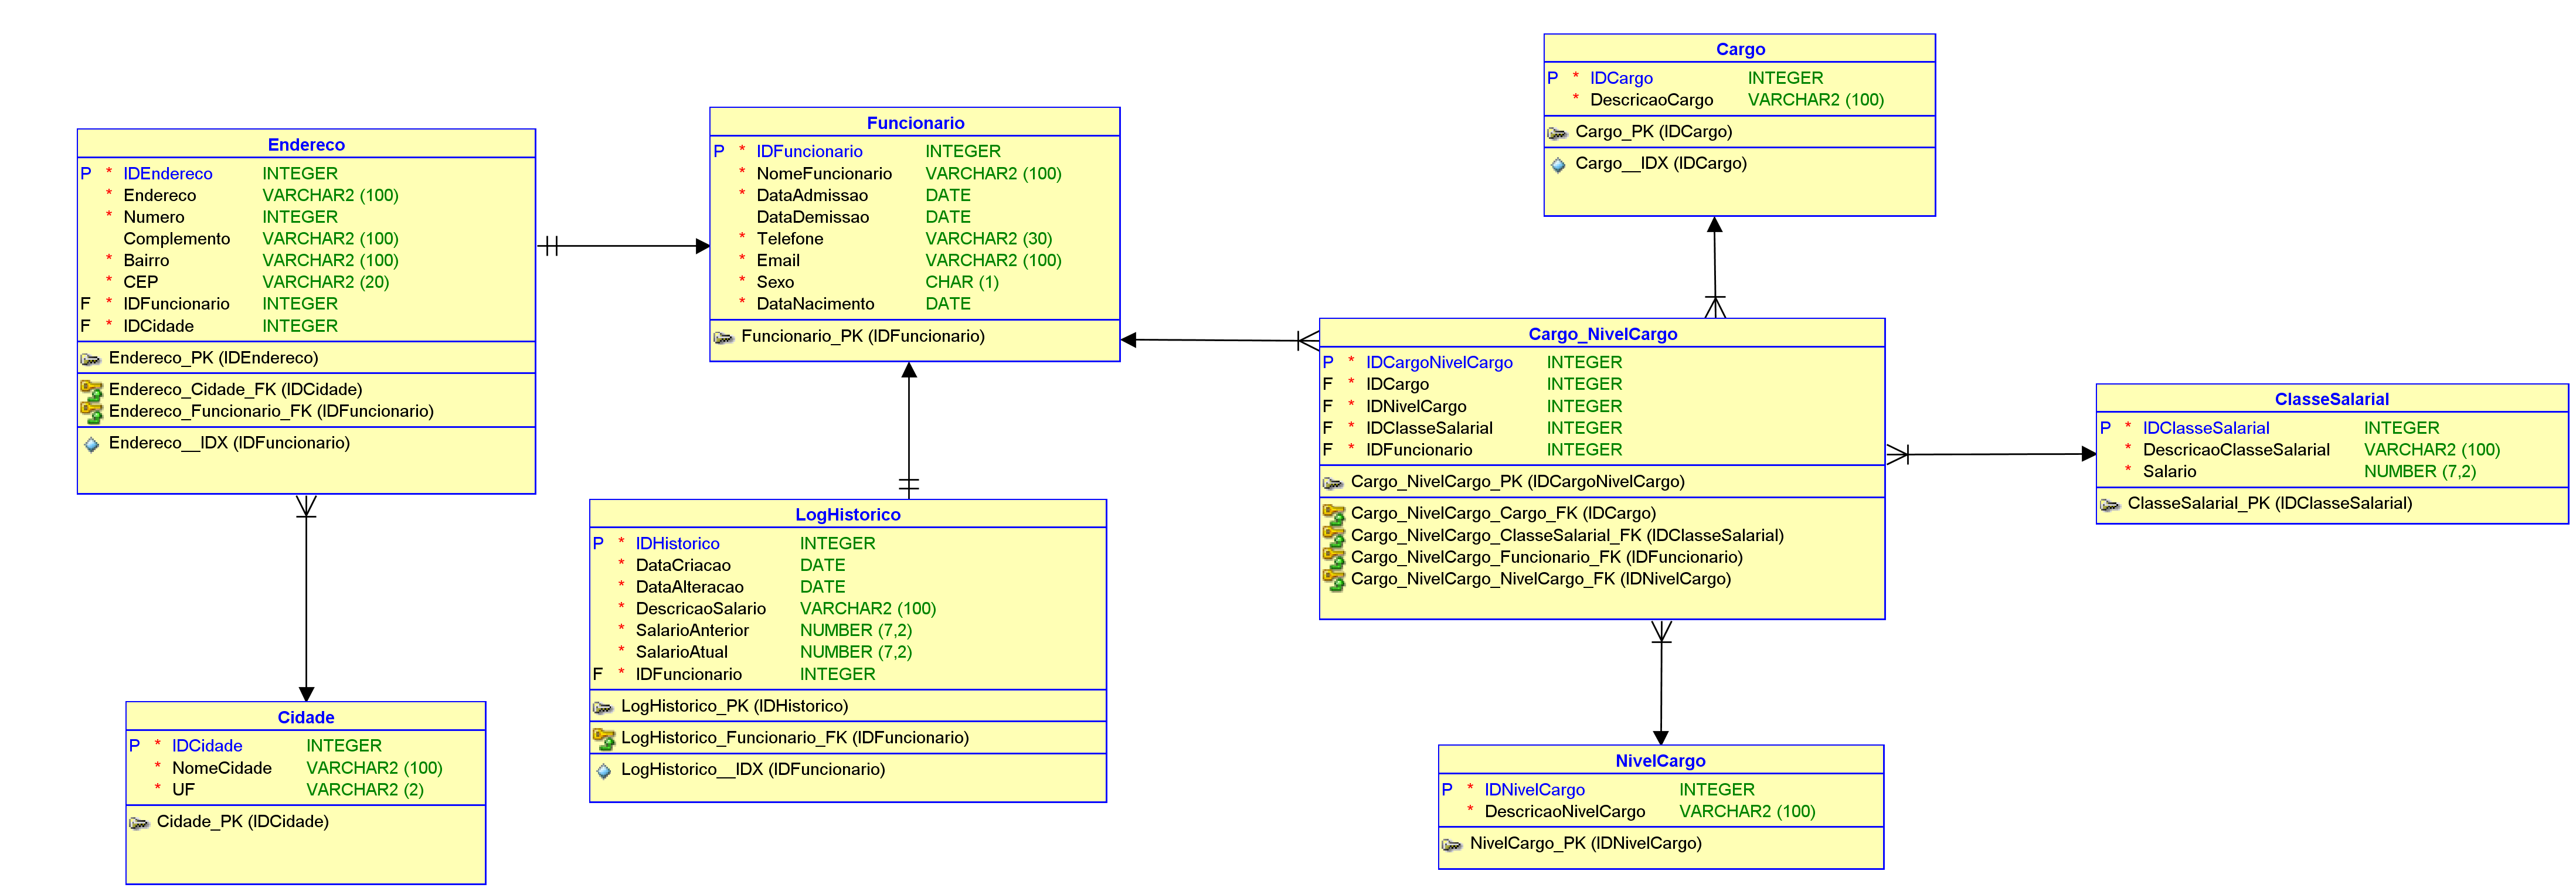 Endereco
P * IDEndereco INTEGER
* Endereco VARCHAR2 (100)
* Numero INTEGER
Complemento VARCHAR2 (100)
* Bairro VARCHAR2 (100)
* CEP VARCHAR2 (20)
F * IDFuncionario INTEGER
F * IDCidade INTEGER
Endereco_PK (IDEndereco)
Endereco_Cidade_FK (IDCidade)
Endereco_Funcionario_FK (IDFuncionario)
Endereco__IDX (IDFuncionario)
Cidade
P * IDCidade INTEGER
* NomeCidade VARCHAR2 (100)
* UF VARCHAR2 (2)
Cidade_PK (IDCidade)
Funcionario
P * IDFuncionario INTEGER
* NomeFuncionario VARCHAR2 (100)
* DataAdmissao DATE
DataDemissao DATE
* Telefone VARCHAR2 (30)
* Email VARCHAR2 (100)
* Sexo CHAR (1)
* DataNacimento DATE
Funcionario_PK (IDFuncionario)
LogHistorico
P * IDHistorico INTEGER
* DataCriacao DATE
* DataAlteracao DATE
* DescricaoSalario VARCHAR2 (100)
* SalarioAnterior NUMBER (7,2)
* SalarioAtual NUMBER (7,2)
F * IDFuncionario INTEGER
LogHistorico_PK (IDHistorico)
LogHistorico_Funcionario_FK (IDFuncionario)
LogHistorico__IDX (IDFuncionario)
Cargo
P * IDCargo INTEGER
* DescricaoCargo VARCHAR2 (100)
Cargo_PK (IDCargo)
Cargo__IDX (IDCargo)
Cargo_NivelCargo
P * IDCargoNivelCargo INTEGER
F * IDCargo INTEGER
F * IDNivelCargo INTEGER
F * IDClasseSalarial INTEGER
F * IDFuncionario INTEGER
Cargo_NivelCargo_PK (IDCargoNivelCargo)
Cargo_NivelCargo_Cargo_FK (IDCargo)
Cargo_NivelCargo_ClasseSalarial_FK (IDClasseSalarial)
Cargo_NivelCargo_Funcionario_FK (IDFuncionario)
Cargo_NivelCargo_NivelCargo_FK (IDNivelCargo)
NivelCargo
P * IDNivelCargo INTEGER
* DescricaoNivelCargo VARCHAR2 (100)
NivelCargo_PK (IDNivelCargo)
ClasseSalarial
P * IDClasseSalarial INTEGER
* DescricaoClasseSalarial VARCHAR2 (100)
* Salario NUMBER (7,2)
ClasseSalarial_PK (IDClasseSalarial)